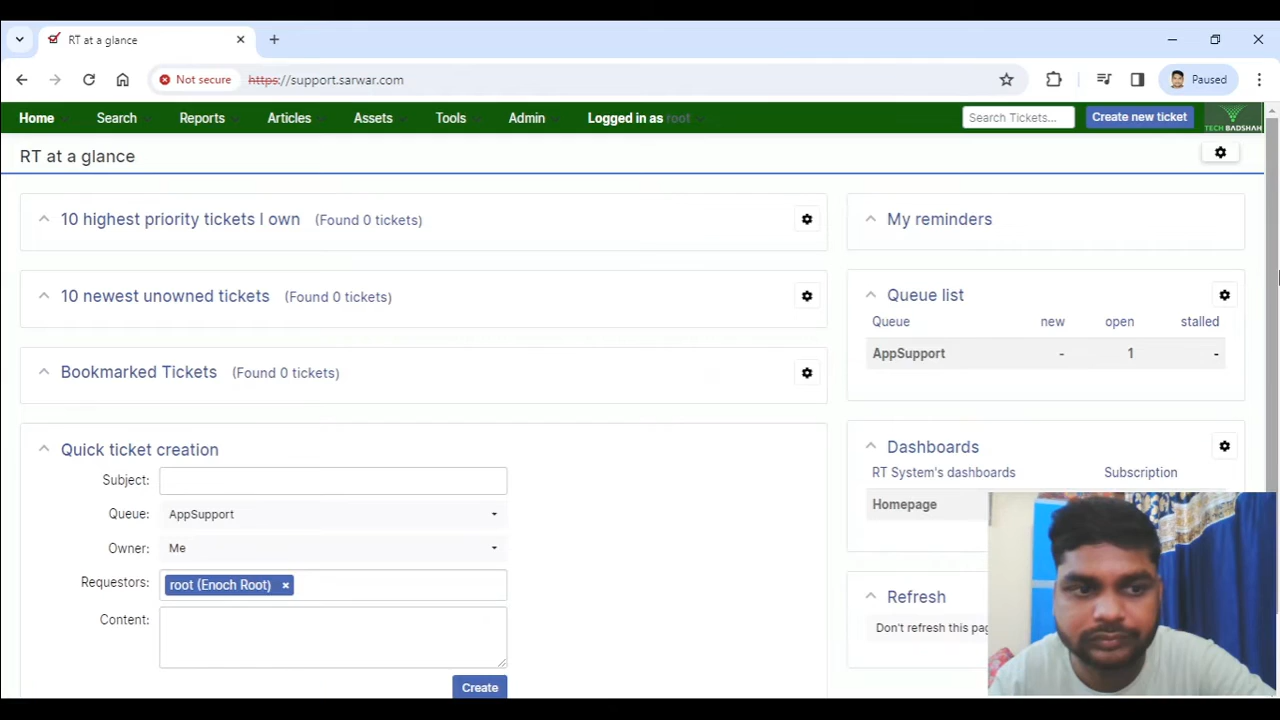 RT at a glance
Not secure https://support.sarwar.com Paused
Home Search Reports Articles Assets Tools Admin Logged in as root Search Tickets... Create new ticket TECH BADSHAH
RT at a glance
10 highest priority tickets I own (Found 0 tickets)
My reminders
10 newest unowned tickets (Found 0 tickets)
Queue list
Queue new open stalled
AppSupport - 1 -
Bookmarked Tickets (Found 0 tickets)
Quick ticket creation
Subject:
Queue: AppSupport
Owner: Me
Requestors: root (Enoch Root) ×
Content:
Create
Dashboards
RT System's dashboards Subscription
Homepage
Refresh
Don't refresh this pag